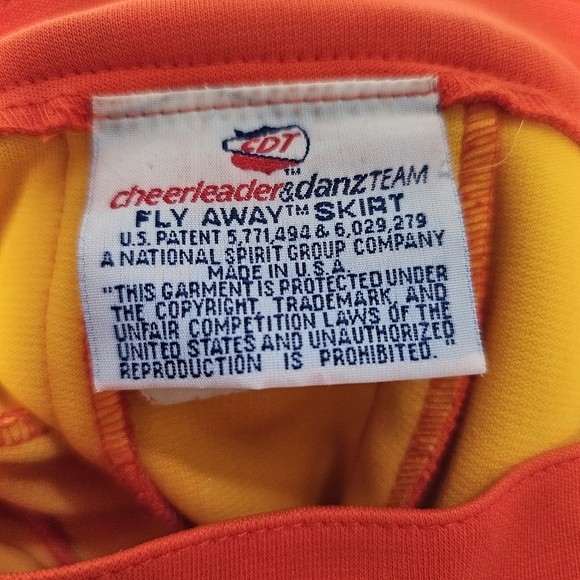 CDT
TM
cheerleader&danzTEAM
FLY AWAY™ SKIRT
U.S. PATENT 5,771,494 & 6,029,279
A NATIONAL SPIRIT GROUP COMPANY
MADE IN U.S.A.
"THIS GARMENT IS PROTECTED UNDER
THE COPYRIGHT, TRADEMARK, AND
UNFAIR COMPETITION LAWS OF THE
UNITED STATES AND UNAUTHORIZED
REPRODUCTION IS PROHIBITED."